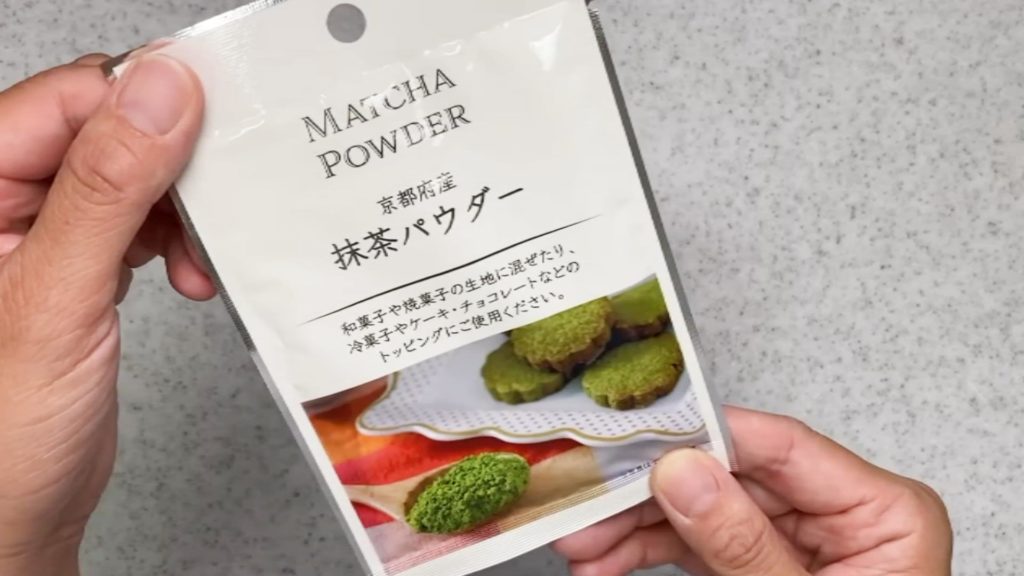 MATCHA
POWDER
京都府産
抹茶パウダー
和菓子や焼菓子の生地に混ぜたり、
冷菓子やケーキ・チョコレートなどの
トッピングにご使用ください。